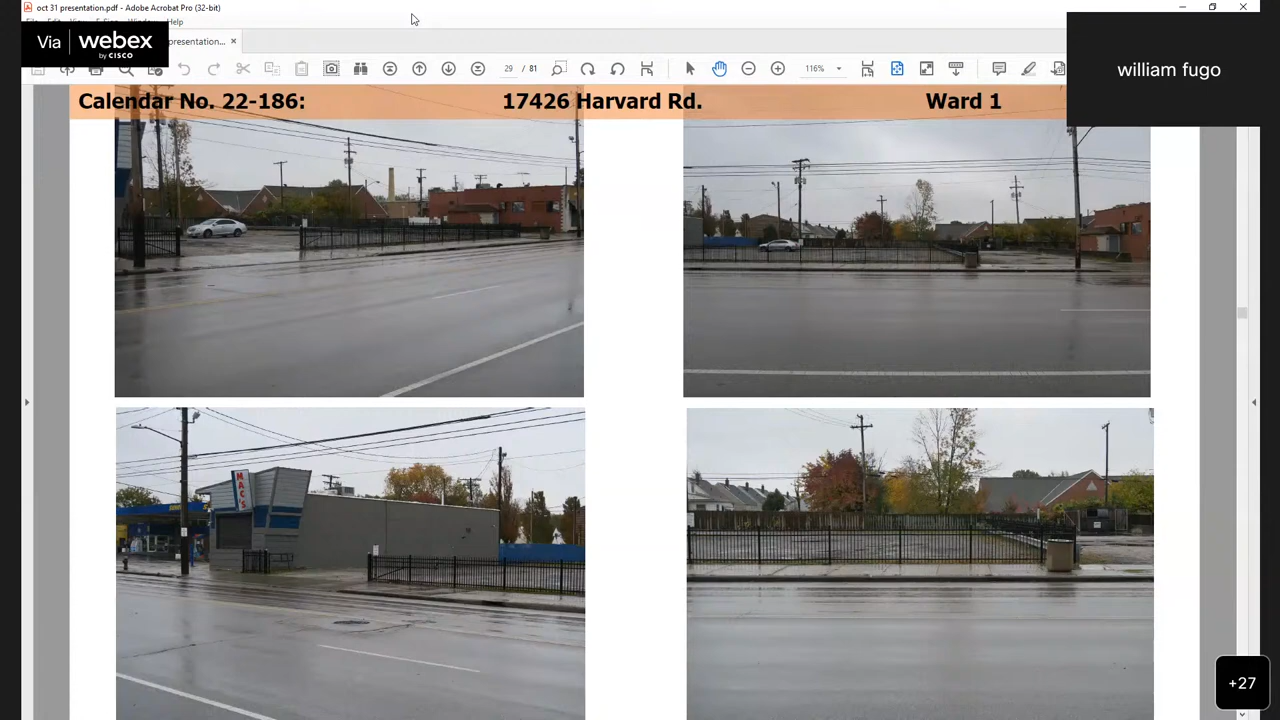 oct 31 presentation.pdf - Adobe Acrobat Pro (32-bit)
Help
Via webex
by CISCO
presentation... ×
29 / 81
116%
william fugo
Calendar No. 22-186: 17426 Harvard Rd. Ward 1
MAC'S
+27